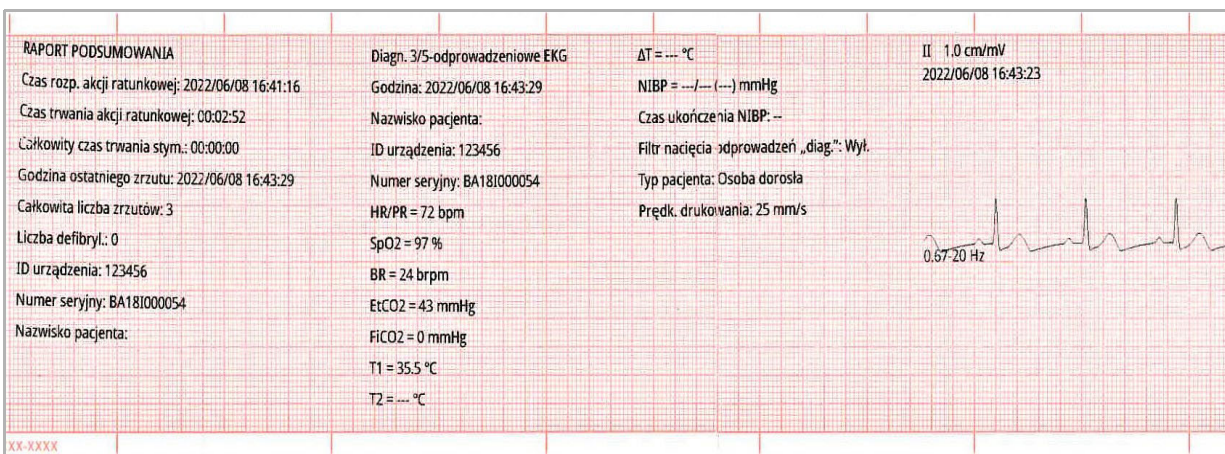 RAPORT PODSUMOWANIA
Czas rozp. akcji ratunkowej: 2022/06/08 16:41:16
Czas trwania akcji ratunkowej: 00:02:52
Całkowity czas trwania stym.: 00:00:00
Godzina ostatniego zrzutu: 2022/06/08 16:43:29
Całkowita liczba zrzutów: 3
Liczba defibryl.: 0
ID urządzenia: 123456
Numer seryjny: BA18I000054
Nazwisko pacjenta:
Diagn. 3/5-odprowadzeniowe EKG
Godzina: 2022/06/08 16:43:29
Nazwisko pacjenta:
ID urządzenia: 123456
Numer seryjny: BA18I000054
HR/PR = 72 bpm
SpO2 = 97 %
BR = 24 brpm
EtCO2 = 43 mmHg
FiCO2 = 0 mmHg
T1 = 35.5 °C
T2 = --- °C
ΔT = --- °C
NIBP = ---/--- (---) mmHg
Czas ukończenia NIBP: --
Filtr nacięcia odprowadzeń „diag.”: Wył.
Typ pacjenta: Osoba dorosła
Prędk. drukowania: 25 mm/s
II 1.0 cm/mV
2022/06/08 16:43:23
0.67-20 Hz
XX-XXXX